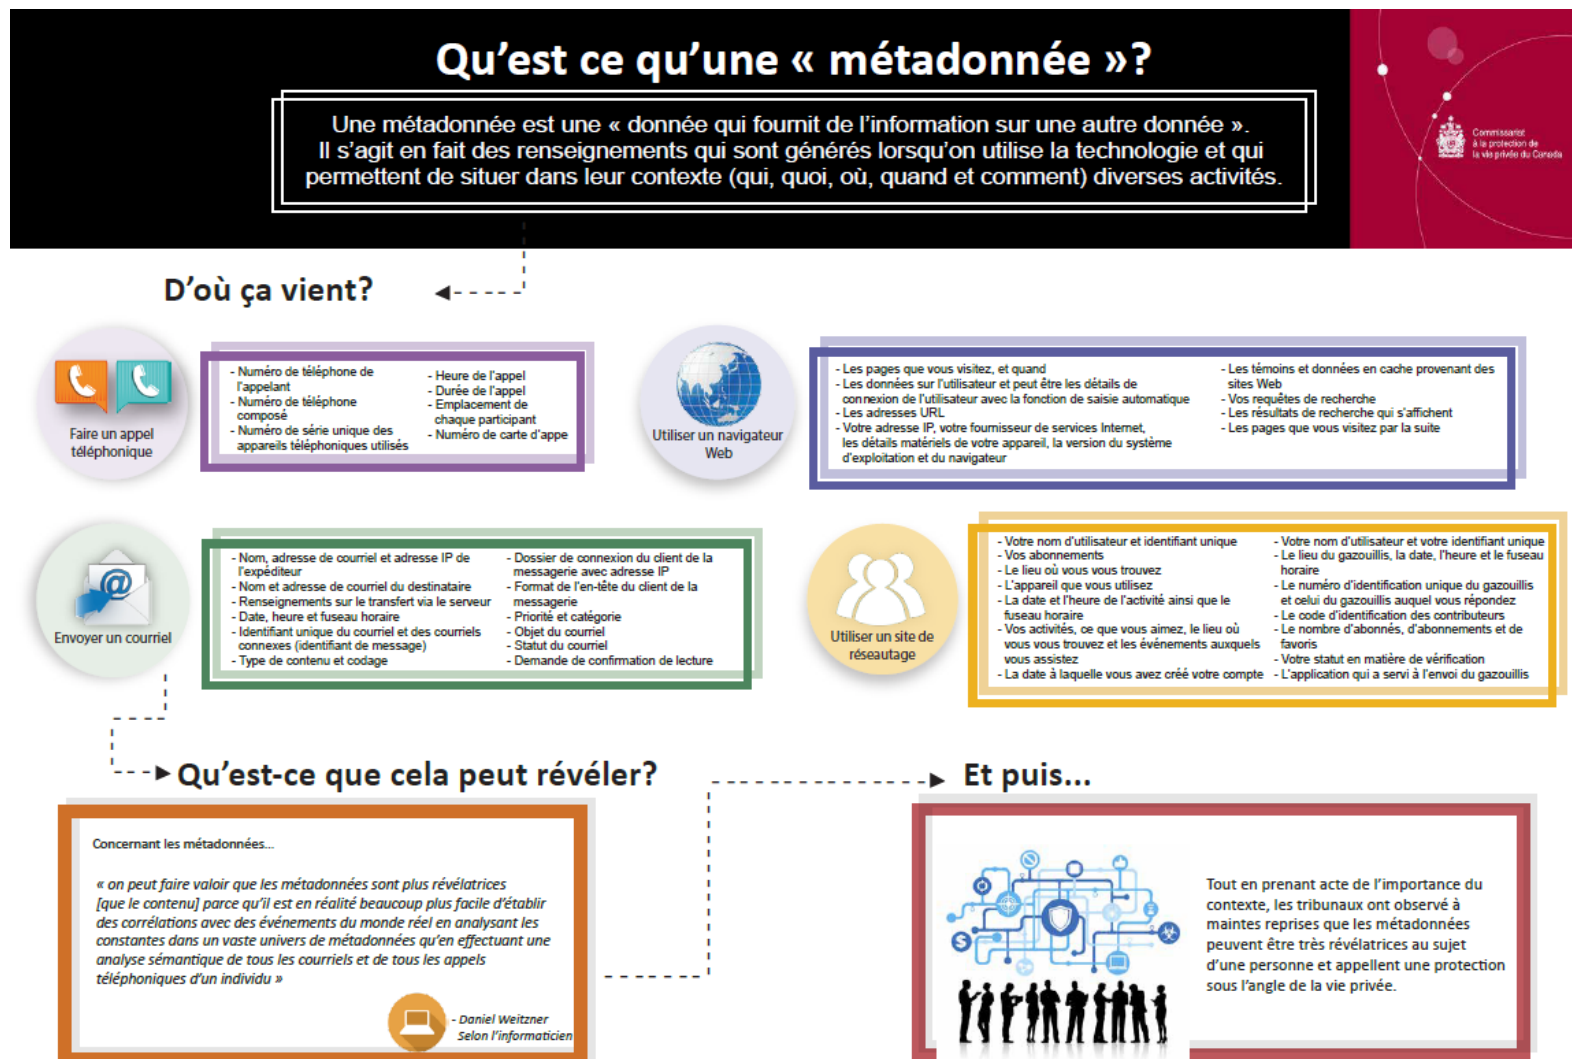 Qu'est ce qu'une « métadonnée »?
Une métadonnée est une « donnée qui fournit de l'information sur une autre donnée ».
Il s'agit en fait des renseignements qui sont générés lorsqu'on utilise la technologie et qui
permettent de situer dans leur contexte (qui, quoi, où, quand et comment) diverses activités.
Commissariat
à la protection de
la vie privée du Canada
D'où ça vient?
Faire un appel
téléphonique
- Numéro de téléphone de
l'appelant
- Numéro de téléphone
composé
- Numéro de série unique des
appareils téléphoniques utilisés
- Heure de l'appel
- Durée de l'appel
- Emplacement de
chaque participant
- Numéro de carte d'appe
Utiliser un navigateur
Web
- Les pages que vous visitez, et quand
- Les données sur l'utilisateur et peut être les détails de
connexion de l'utilisateur avec la fonction de saisie automatique
- Les adresses URL
- Votre adresse IP, votre fournisseur de services Internet,
les détails matériels de votre appareil, la version du système
d'exploitation et du navigateur
- Les témoins et données en cache provenant des
sites Web
- Vos requêtes de recherche
- Les résultats de recherche qui s'affichent
- Les pages que vous visitez par la suite
Envoyer un courriel
- Nom, adresse de courriel et adresse IP de
l'expéditeur
- Nom et adresse de courriel du destinataire
- Renseignements sur le transfert via le serveur
- Date, heure et fuseau horaire
- Identifiant unique du courriel et des courriels
connexes (identifiant de message)
- Type de contenu et codage
- Dossier de connexion du client de la
messagerie avec adresse IP
- Format de l'en-tête du client de la
messagerie
- Priorité et catégorie
- Objet du courriel
- Statut du courriel
- Demande de confirmation de lecture
Utiliser un site de
réseautage
- Votre nom d'utilisateur et identifiant unique
- Vos abonnements
- Le lieu où vous vous trouvez
- L'appareil que vous utilisez
- La date et l'heure de l'activité ainsi que le
fuseau horaire
- Vos activités, ce que vous aimez, le lieu où
vous vous trouvez et les événements auxquels
vous assistez
- La date à laquelle vous avez créé votre compte
- Votre nom d'utilisateur et votre identifiant unique
- Le lieu du gazouillis, la date, l'heure et le fuseau
horaire
- Le numéro d'identification unique du gazouillis
et celui du gazouillis auquel vous répondez
- Le code d'identification des contributeurs
- Le nombre d'abonnés, d'abonnements et de
favoris
- Votre statut en matière de vérification
- L'application qui a servi à l'envoi du gazouillis
Qu'est-ce que cela peut révéler?
Concernant les métadonnées...
« on peut faire valoir que les métadonnées sont plus révélatrices
[que le contenu] parce qu'il est en réalité beaucoup plus facile d'établir
des corrélations avec des événements du monde réel en analysant les
constantes dans un vaste univers de métadonnées qu'en effectuant une
analyse sémantique de tous les courriels et de tous les appels
téléphoniques d'un individu »
- Daniel Weitzner
Selon l'informaticien
Et puis...
Tout en prenant acte de l'importance du
contexte, les tribunaux ont observé à
maintes reprises que les métadonnées
peuvent être très révélatrices au sujet
d'une personne et appellent une protection
sous l'angle de la vie privée.